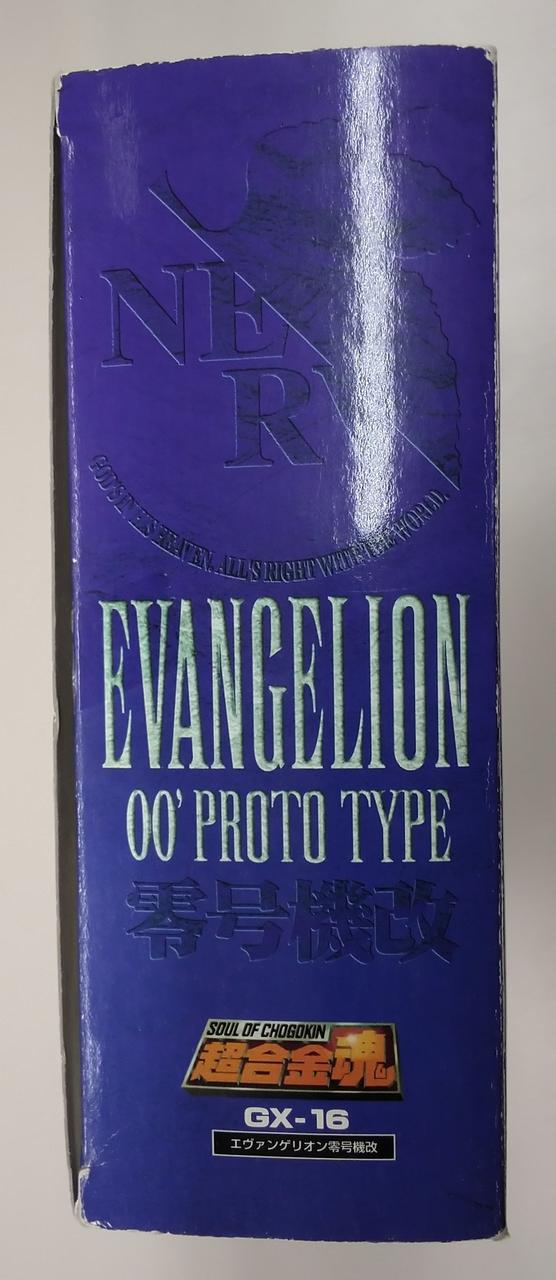 NERV
GOD'S IN HIS HEAVEN. ALL'S RIGHT WITH THE WORLD.
EVANGELION
00' PROTO TYPE
零号機改
SOUL OF CHOGOKIN
超合金魂
GX-16
エヴァンゲリオン零号機改